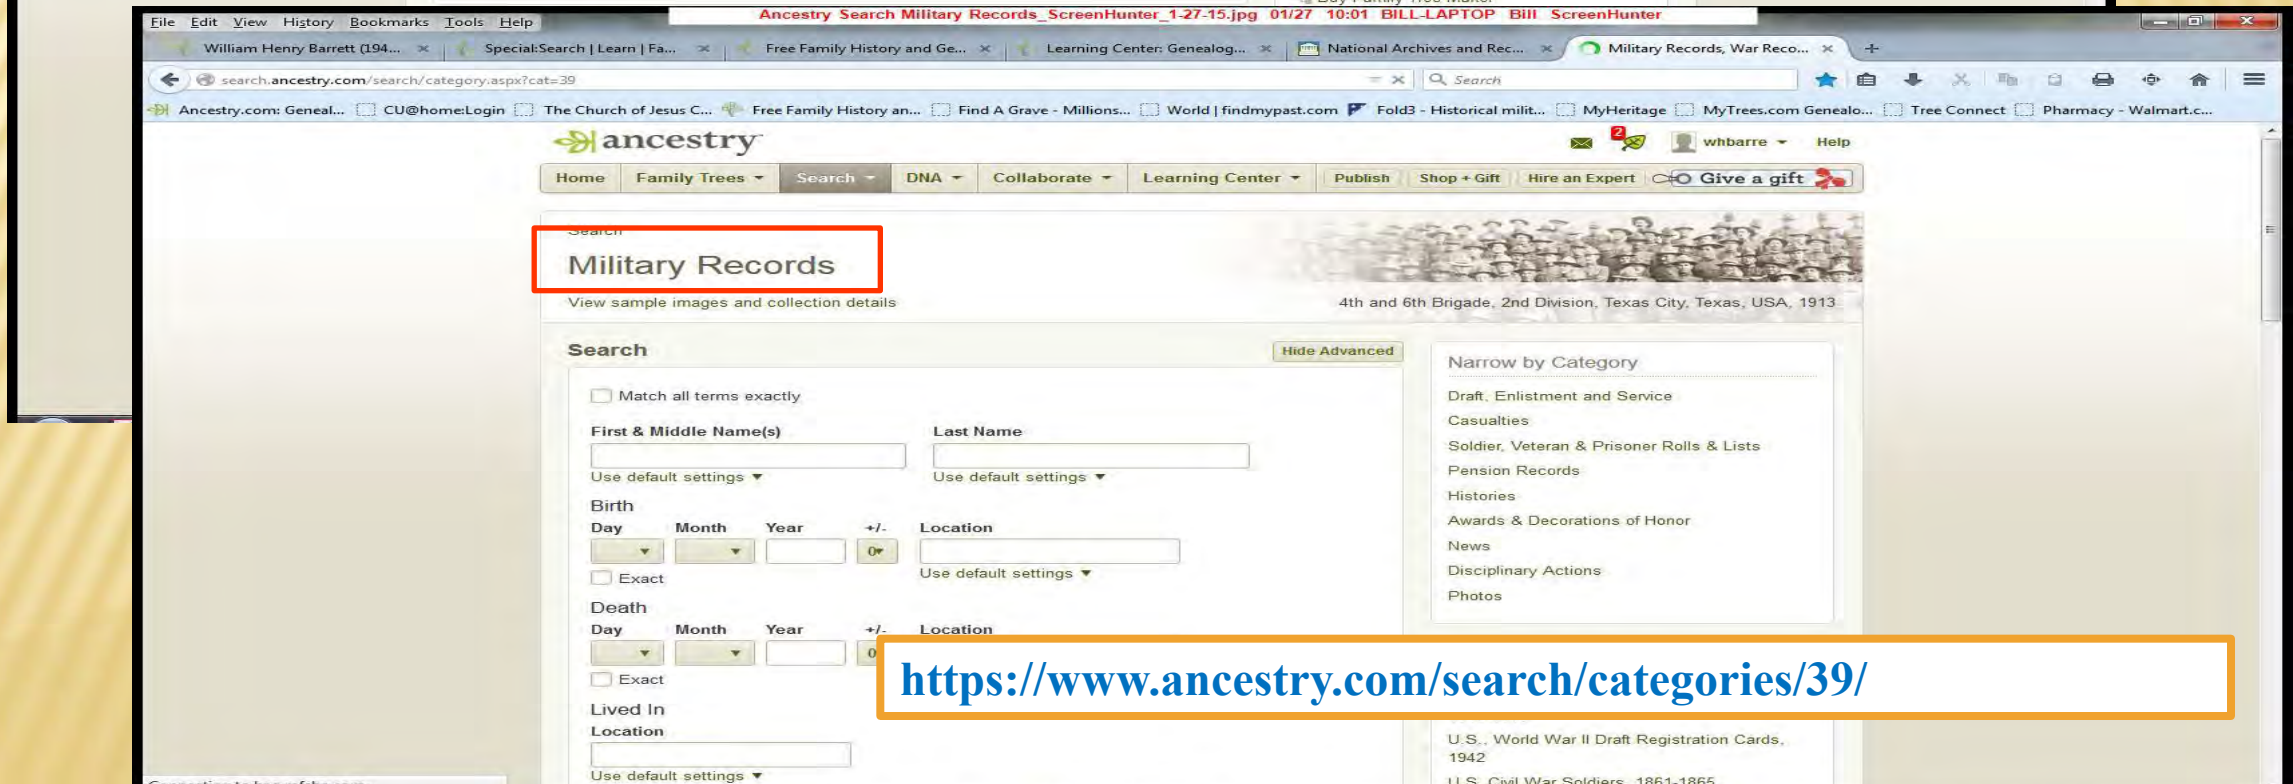 Buy Family Tree Maker
Ancestry Search Military Records_ScreenHunter_1-27-15.jpg 01/27 10:01 BILL-LAPTOP Bill ScreenHunter
File Edit View History Bookmarks Tools Help
William Henry Barrett (194... × Special:Search | Learn | Fa... × Free Family History and Ge... × Learning Center: Genealog... × National Archives and Rec... × Military Records, War Reco... × +
search.ancestry.com/search/category.aspx?cat=39 Search
Ancestry.com: Geneal... CU@home:Login The Church of Jesus C... Free Family History an... Find A Grave - Millions... World | findmypast.com Fold3 - Historical milit... MyHeritage MyTrees.com Genealo... Tree Connect Pharmacy - Walmart.c...
ancestry 2 whbarre Help
Home Family Trees Search DNA Collaborate Learning Center Publish Shop + Gift Hire an Expert Give a gift
Search
Military Records
View sample images and collection details
4th and 6th Brigade, 2nd Division, Texas City, Texas, USA, 1913
Search Hide Advanced
Match all terms exactly
First & Middle Name(s) Last Name
Use default settings ▼ Use default settings ▼
Birth
Day Month Year +/- Location
0
Exact Use default settings ▼
Death
Day Month Year +/- Location
0
Exact
Lived In
Location
Use default settings ▼
Narrow by Category
Draft, Enlistment and Service
Casualties
Soldier, Veteran & Prisoner Rolls & Lists
Pension Records
Histories
Awards & Decorations of Honor
News
Disciplinary Actions
Photos
https://www.ancestry.com/search/categories/39/
U.S., World War II Draft Registration Cards,
1942
U.S. Civil War Soldiers, 1861-1865